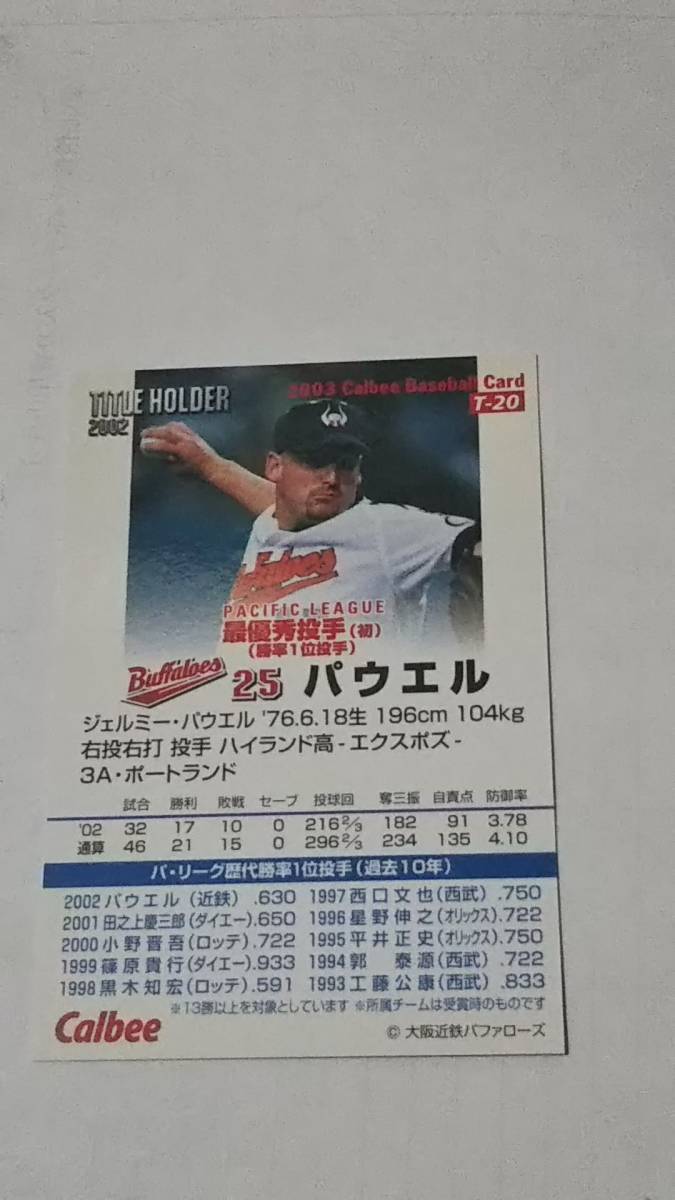 2003 Calbee Baseball Card
TITLE HOLDER
2002
T-20
Buffaloes
PACIFIC LEAGUE
最優秀投手(初)
(勝率1位投手)
Buffaloes 25 パウエル
ジェルミー・パウエル '76.6.18生 196cm 104kg
右投右打 投手 ハイランド高-エクスポズ-
3A・ポートランド
試合 勝利 敗戦 セーブ 投球回 奪三振 自責点 防御率
'02 32 17 10 0 216 2/3 182 91 3.78
通算 46 21 15 0 296 2/3 234 135 4.10
パ・リーグ歴代勝率1位投手(過去10年)
2002 パウエル(近鉄) .630 1997 西口文也(西武) .750
2001 田之上慶三郎(ダイエー) .650 1996 星野伸之(オリックス) .722
2000 小野晋吾(ロッテ) .722 1995 平井正史(オリックス) .750
1999 篠原貴行(ダイエー) .933 1994 郭 泰源(西武) .722
1998 黒木知宏(ロッテ) .591 1993 工藤公康(西武) .833
※13勝以上を対象としています ※所属チームは受賞時のものです
Calbee © 大阪近鉄バファローズ